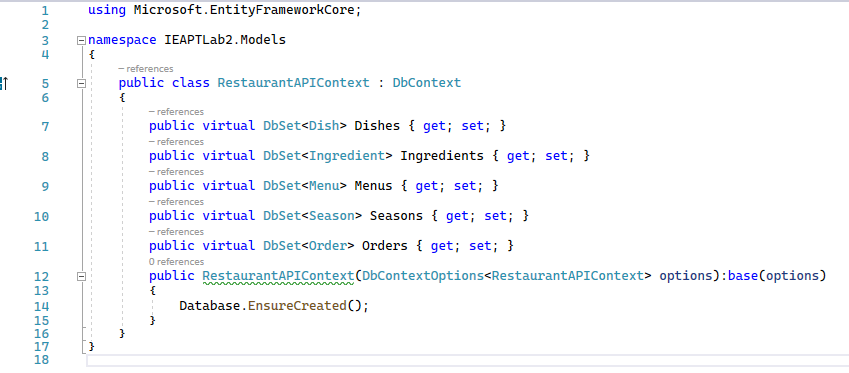 1 using Microsoft.EntityFrameworkCore;
2
3 namespace IEAPTLab2.Models
4 {
– references
5 public class RestaurantAPIContext : DbContext
6 {
– references
7 public virtual DbSet<Dish> Dishes { get; set; }
– references
8 public virtual DbSet<Ingredient> Ingredients { get; set; }
– references
9 public virtual DbSet<Menu> Menus { get; set; }
– references
10 public virtual DbSet<Season> Seasons { get; set; }
– references
11 public virtual DbSet<Order> Orders { get; set; }
0 references
12 public RestaurantAPIContext(DbContextOptions<RestaurantAPIContext> options):base(options)
13 {
14 Database.EnsureCreated();
15 }
16 }
17 }
18